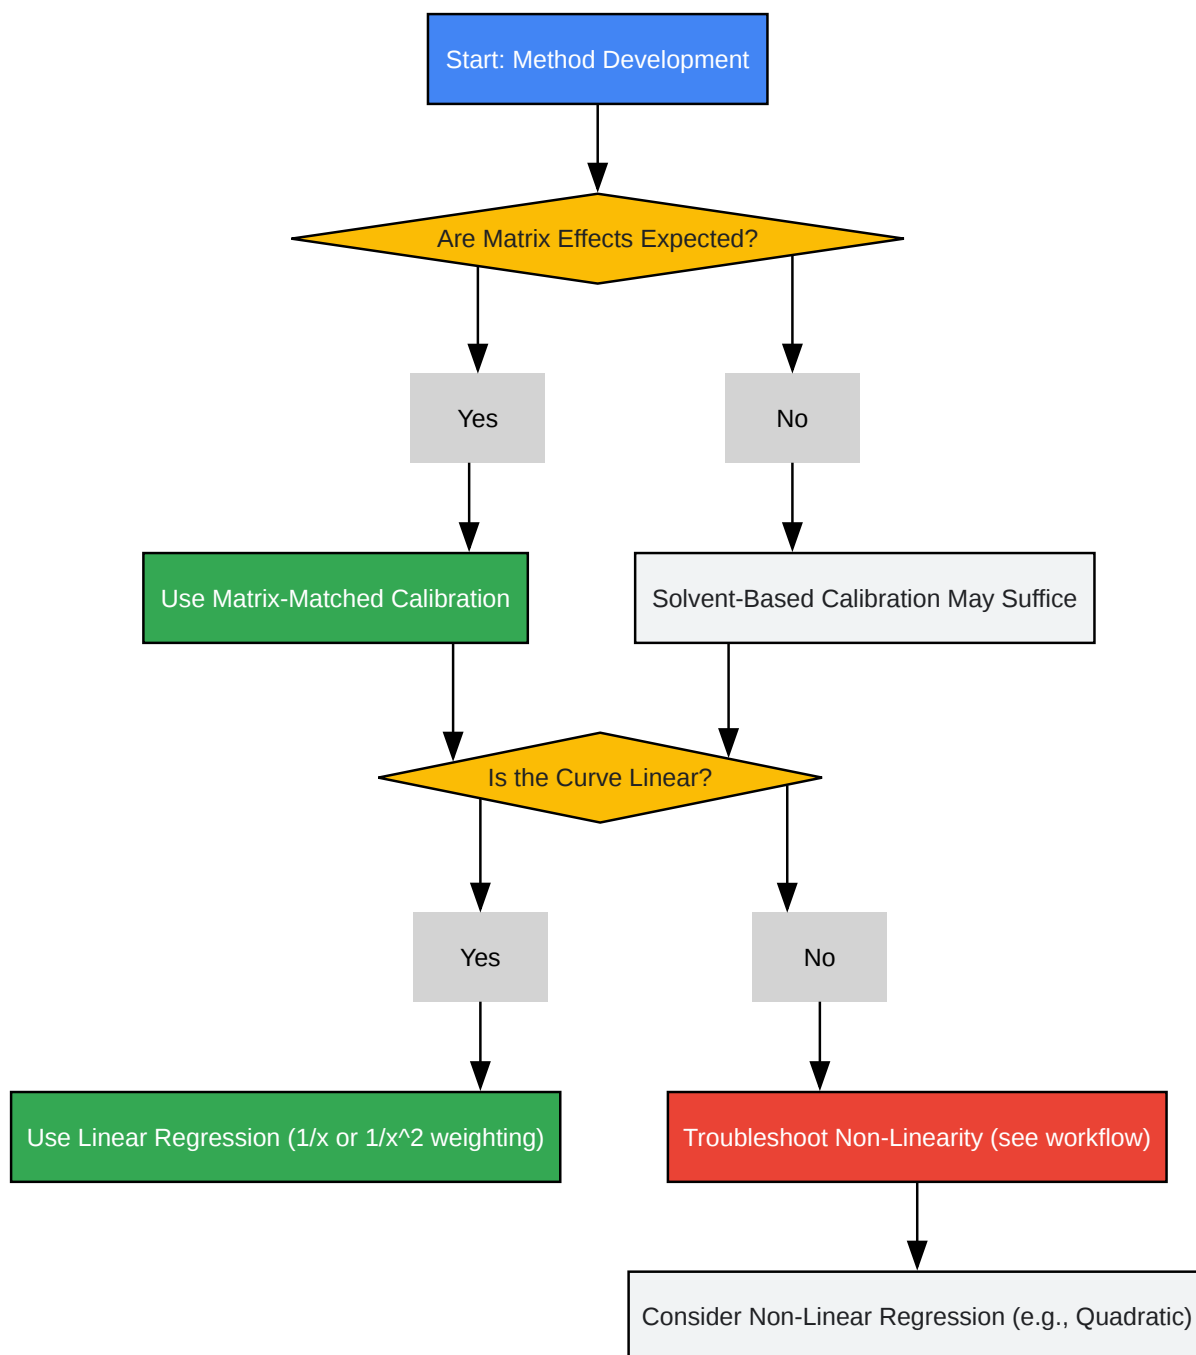 Start: Method Development
Are Matrix Effects Expected?
Yes
No
Use Matrix-Matched Calibration
Solvent-Based Calibration May Suffice
Is the Curve Linear?
Yes
No
Use Linear Regression (1/x or 1/x^2 weighting)
Troubleshoot Non-Linearity (see workflow)
Consider Non-Linear Regression (e.g., Quadratic)